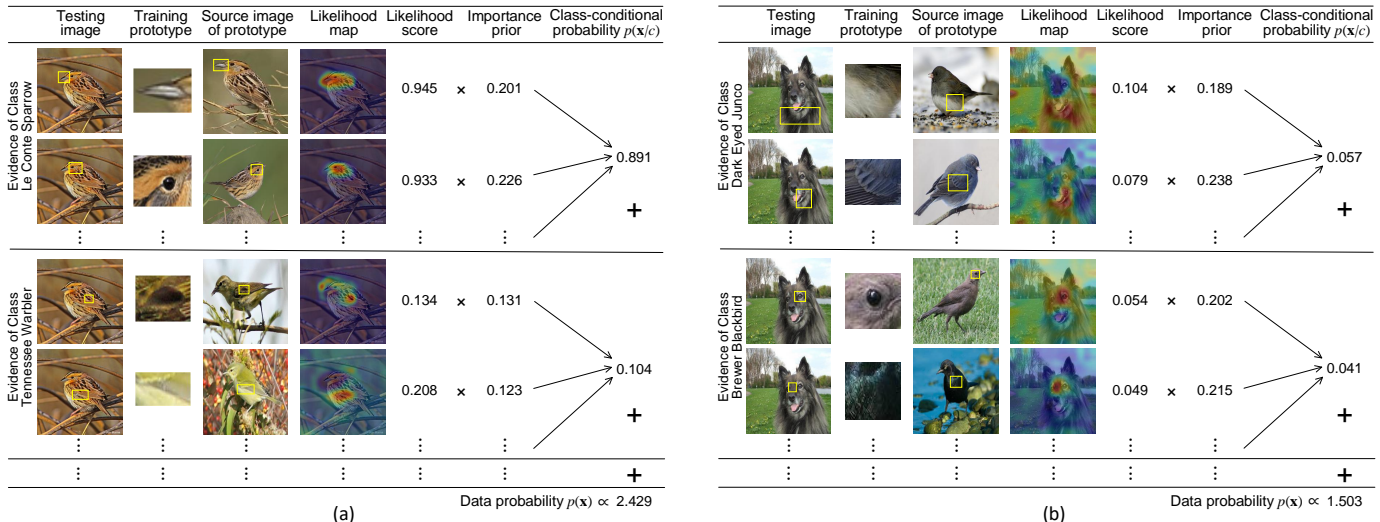 Testing image
Training prototype
Source image of prototype
Likelihood map
Likelihood score
Importance prior
Class-conditional probability p(x/c)
Evidence of Class
Le Conte Sparrow
0.945 × 0.201
0.891
0.933 × 0.226
+
⋮ ⋮ ⋮ ⋮ ⋮ ⋮
Evidence of Class
Tennessee Warbler
0.134 × 0.131
0.104
0.208 × 0.123
+
⋮ ⋮ ⋮ ⋮ ⋮ ⋮
⋮ ⋮ ⋮ ⋮ ⋮ ⋮ +
Data probability p(x) ∝ 2.429
(a)
Testing image
Training prototype
Source image of prototype
Likelihood map
Likelihood score
Importance prior
Class-conditional probability p(x/c)
Evidence of Class
Dark Eyed Junco
0.104 × 0.189
0.057
0.079 × 0.238
+
⋮ ⋮ ⋮ ⋮ ⋮ ⋮
Evidence of Class
Brewer Blackbird
0.054 × 0.202
0.041
0.049 × 0.215
+
⋮ ⋮ ⋮ ⋮ ⋮ ⋮
⋮ ⋮ ⋮ ⋮ ⋮ ⋮ +
Data probability p(x) ∝ 1.503
(b)